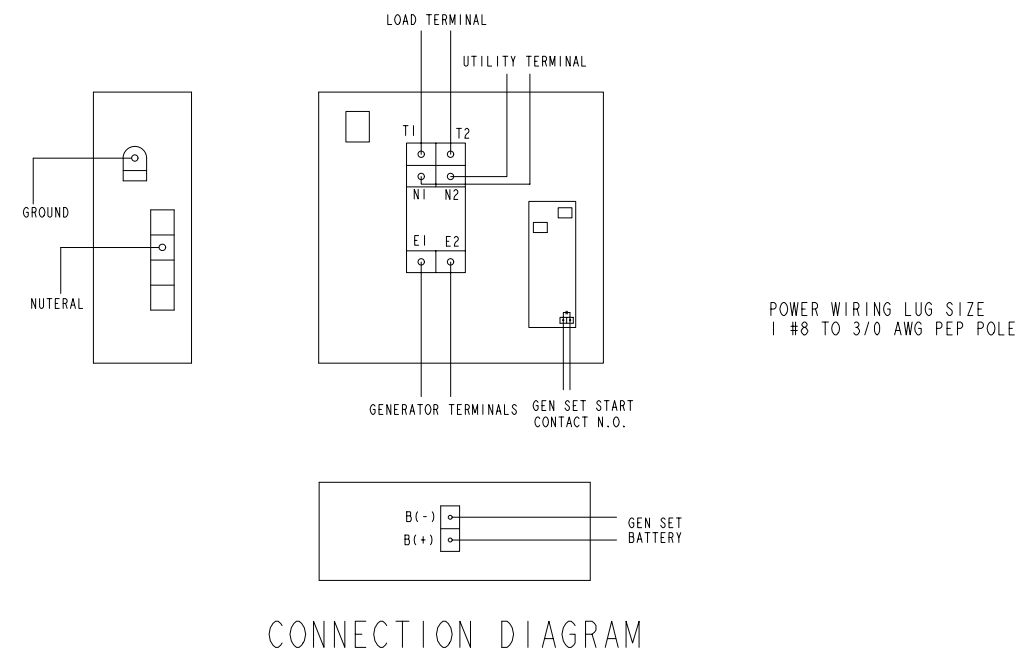 LOAD TERMINAL
UTILITY TERMINAL
T1 T2
N1 N2
GROUND
E1 E2
NUTERAL
POWER WIRING LUG SIZE
1 #8 TO 3/0 AWG PEP POLE
GENERATOR TERMINALS
GEN SET START
CONTACT N.O.
B(-)
B(+)
GEN SET
BATTERY
CONNECTION DIAGRAM